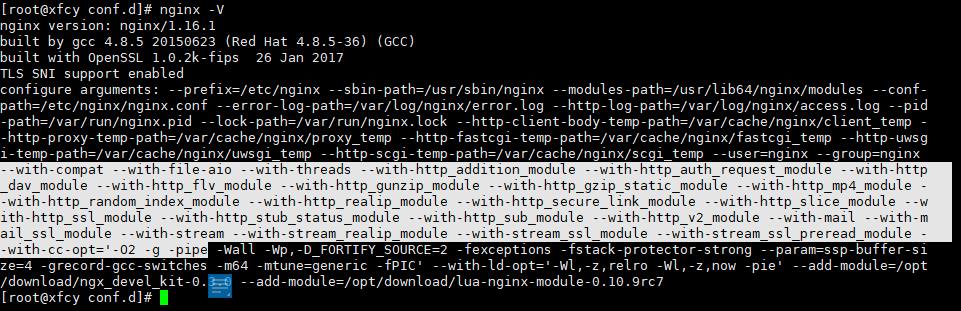 [root@xfcy conf.d]# nginx -V
nginx version: nginx/1.16.1
built by gcc 4.8.5 20150623 (Red Hat 4.8.5-36) (GCC)
built with OpenSSL 1.0.2k-fips  26 Jan 2017
TLS SNI support enabled
configure arguments: --prefix=/etc/nginx --sbin-path=/usr/sbin/nginx --modules-path=/usr/lib64/nginx/modules --conf-
path=/etc/nginx/nginx.conf --error-log-path=/var/log/nginx/error.log --http-log-path=/var/log/nginx/access.log --pid
-path=/var/run/nginx.pid --lock-path=/var/run/nginx.lock --http-client-body-temp-path=/var/cache/nginx/client_temp -
-http-proxy-temp-path=/var/cache/nginx/proxy_temp --http-fastcgi-temp-path=/var/cache/nginx/fastcgi_temp --http-uwsg
i-temp-path=/var/cache/nginx/uwsgi_temp --http-scgi-temp-path=/var/cache/nginx/scgi_temp --user=nginx --group=nginx
--with-compat --with-file-aio --with-threads --with-http_addition_module --with-http_auth_request_module --with-http
_dav_module --with-http_flv_module --with-http_gunzip_module --with-http_gzip_static_module --with-http_mp4_module -
-with-http_random_index_module --with-http_realip_module --with-http_secure_link_module --with-http_slice_module --w
ith-http_ssl_module --with-http_stub_status_module --with-http_sub_module --with-http_v2_module --with-mail --with-m
ail_ssl_module --with-stream --with-stream_realip_module --with-stream_ssl_module --with-stream_ssl_preread_module -
-with-cc-opt='-O2 -g -pipe -Wall -Wp,-D_FORTIFY_SOURCE=2 -fexceptions -fstack-protector-strong --param=ssp-buffer-si
ze=4 -grecord-gcc-switches -m64 -mtune=generic -fPIC' --with-ld-opt='-Wl,-z,relro -Wl,-z,now -pie' --add-module=/opt
/download/ngx_devel_kit-0.3.0 --add-module=/opt/download/lua-nginx-module-0.10.9rc7
[root@xfcy conf.d]#